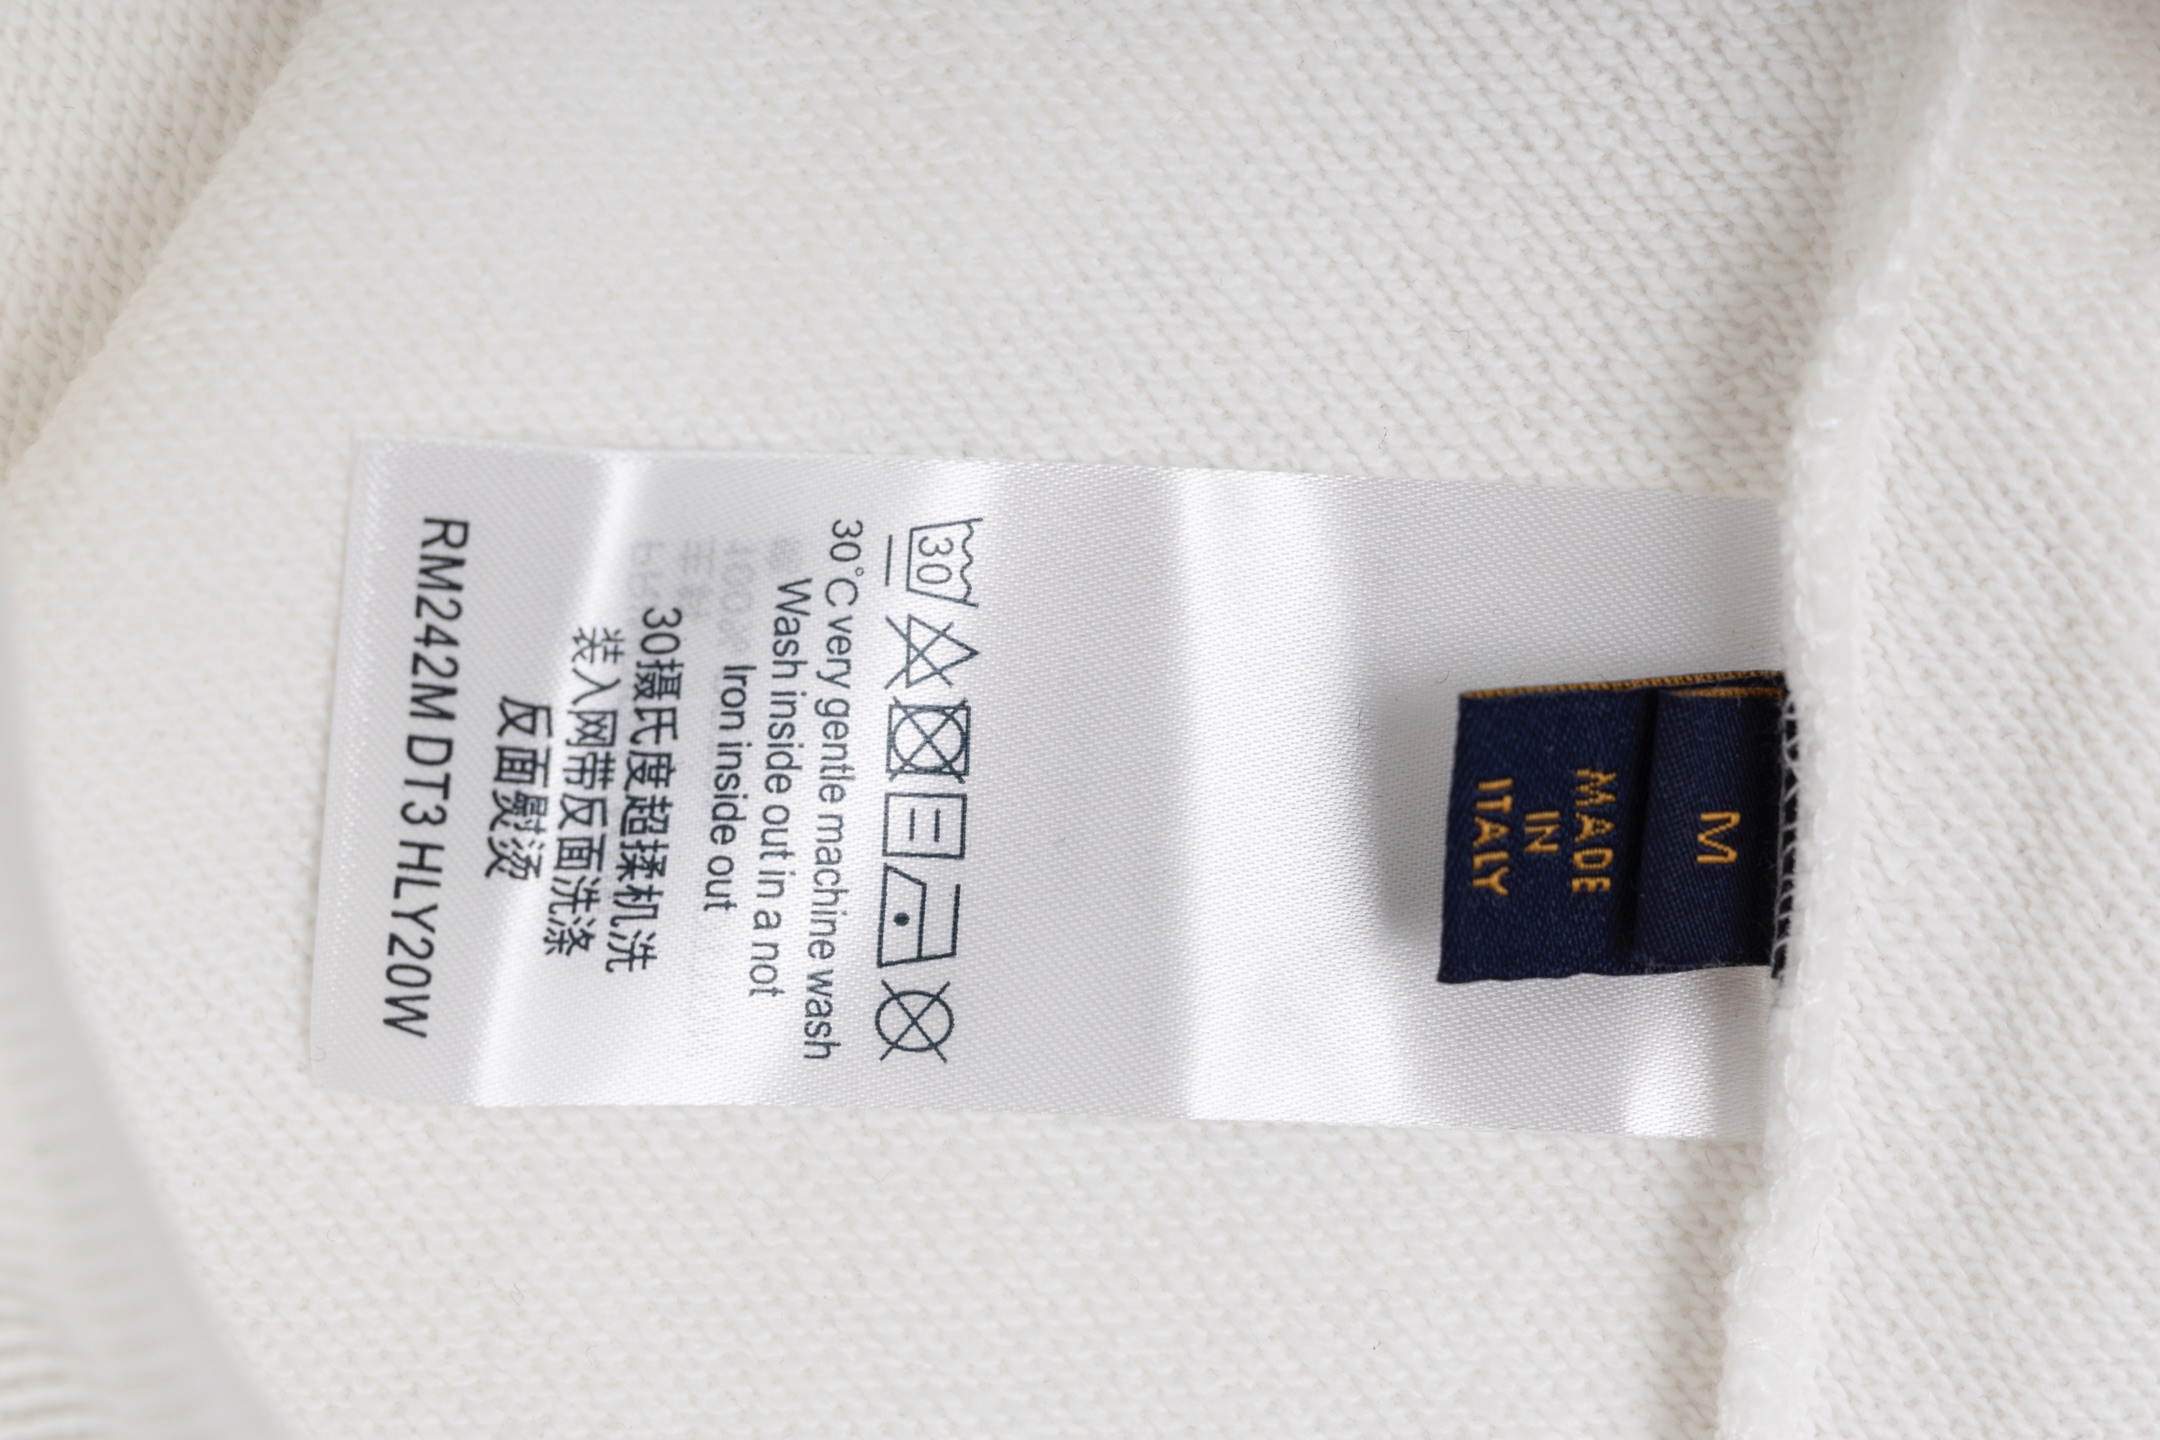 M
MADE
IN
ITALY
30
30°C very gentle machine wash
Wash inside out in a not
Iron inside out
30摄氏度超揉机洗
装入网带反面洗涤
反面熨烫
RM242M DT3 HLY20W